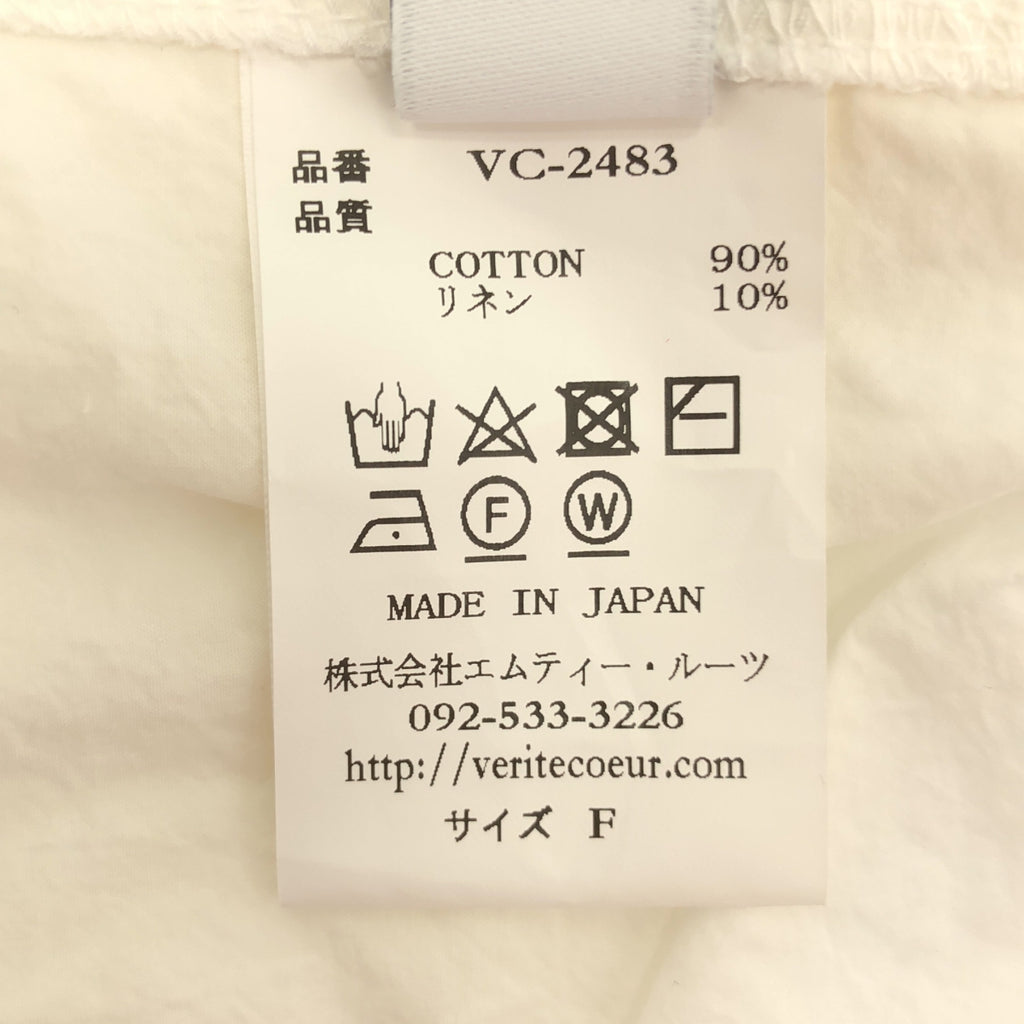 品番 VC-2483
品質
COTTON 90%
リネン 10%
F W
MADE IN JAPAN
株式会社エムティー・ルーツ
092-533-3226
http://veritecoeur.com
サイズ F